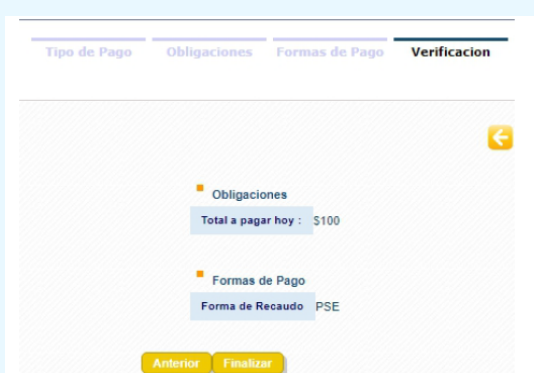 Tipo de Pago Obligaciones Formas de Pago Verificacion
Obligaciones
Total a pagar hoy : $100
Formas de Pago
Forma de Recaudo PSE
Anterior Finalizar